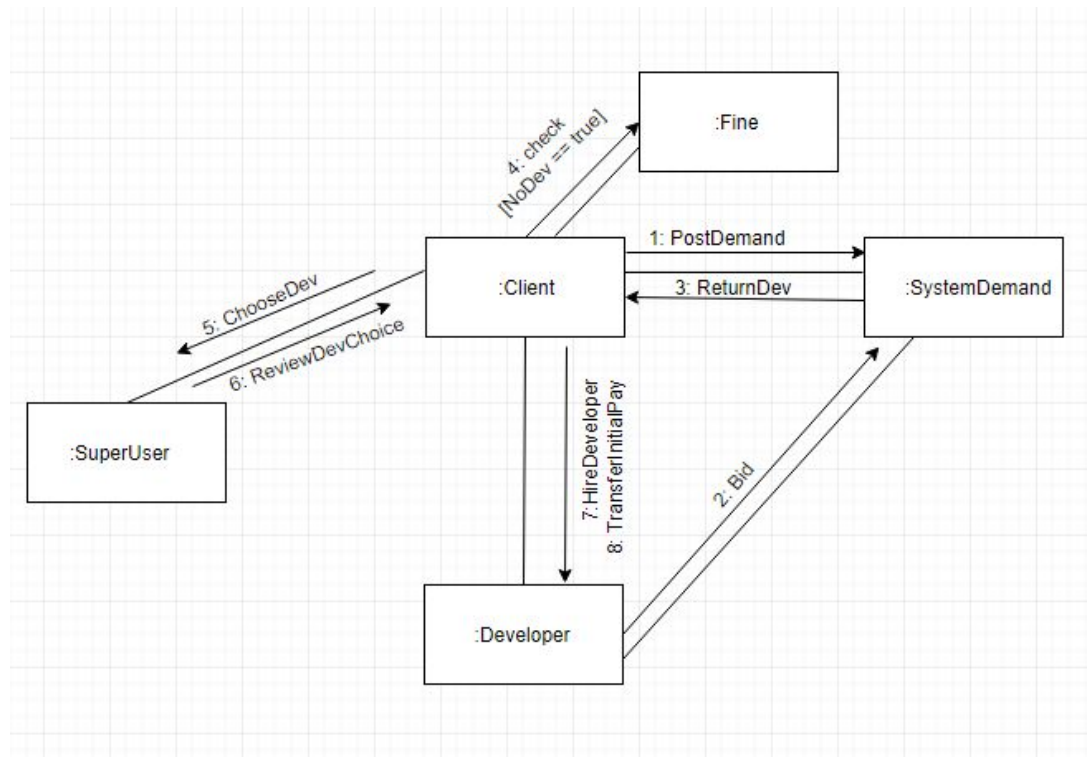 :Fine
4: check
[NoDev == true]
1: PostDemand
:Client
3: ReturnDev
:SystemDemand
5: ChooseDev
6: ReviewDevChoice
:SuperUser
7:HireDeveloper
8: TransferInitialPay
2: Bid
:Developer